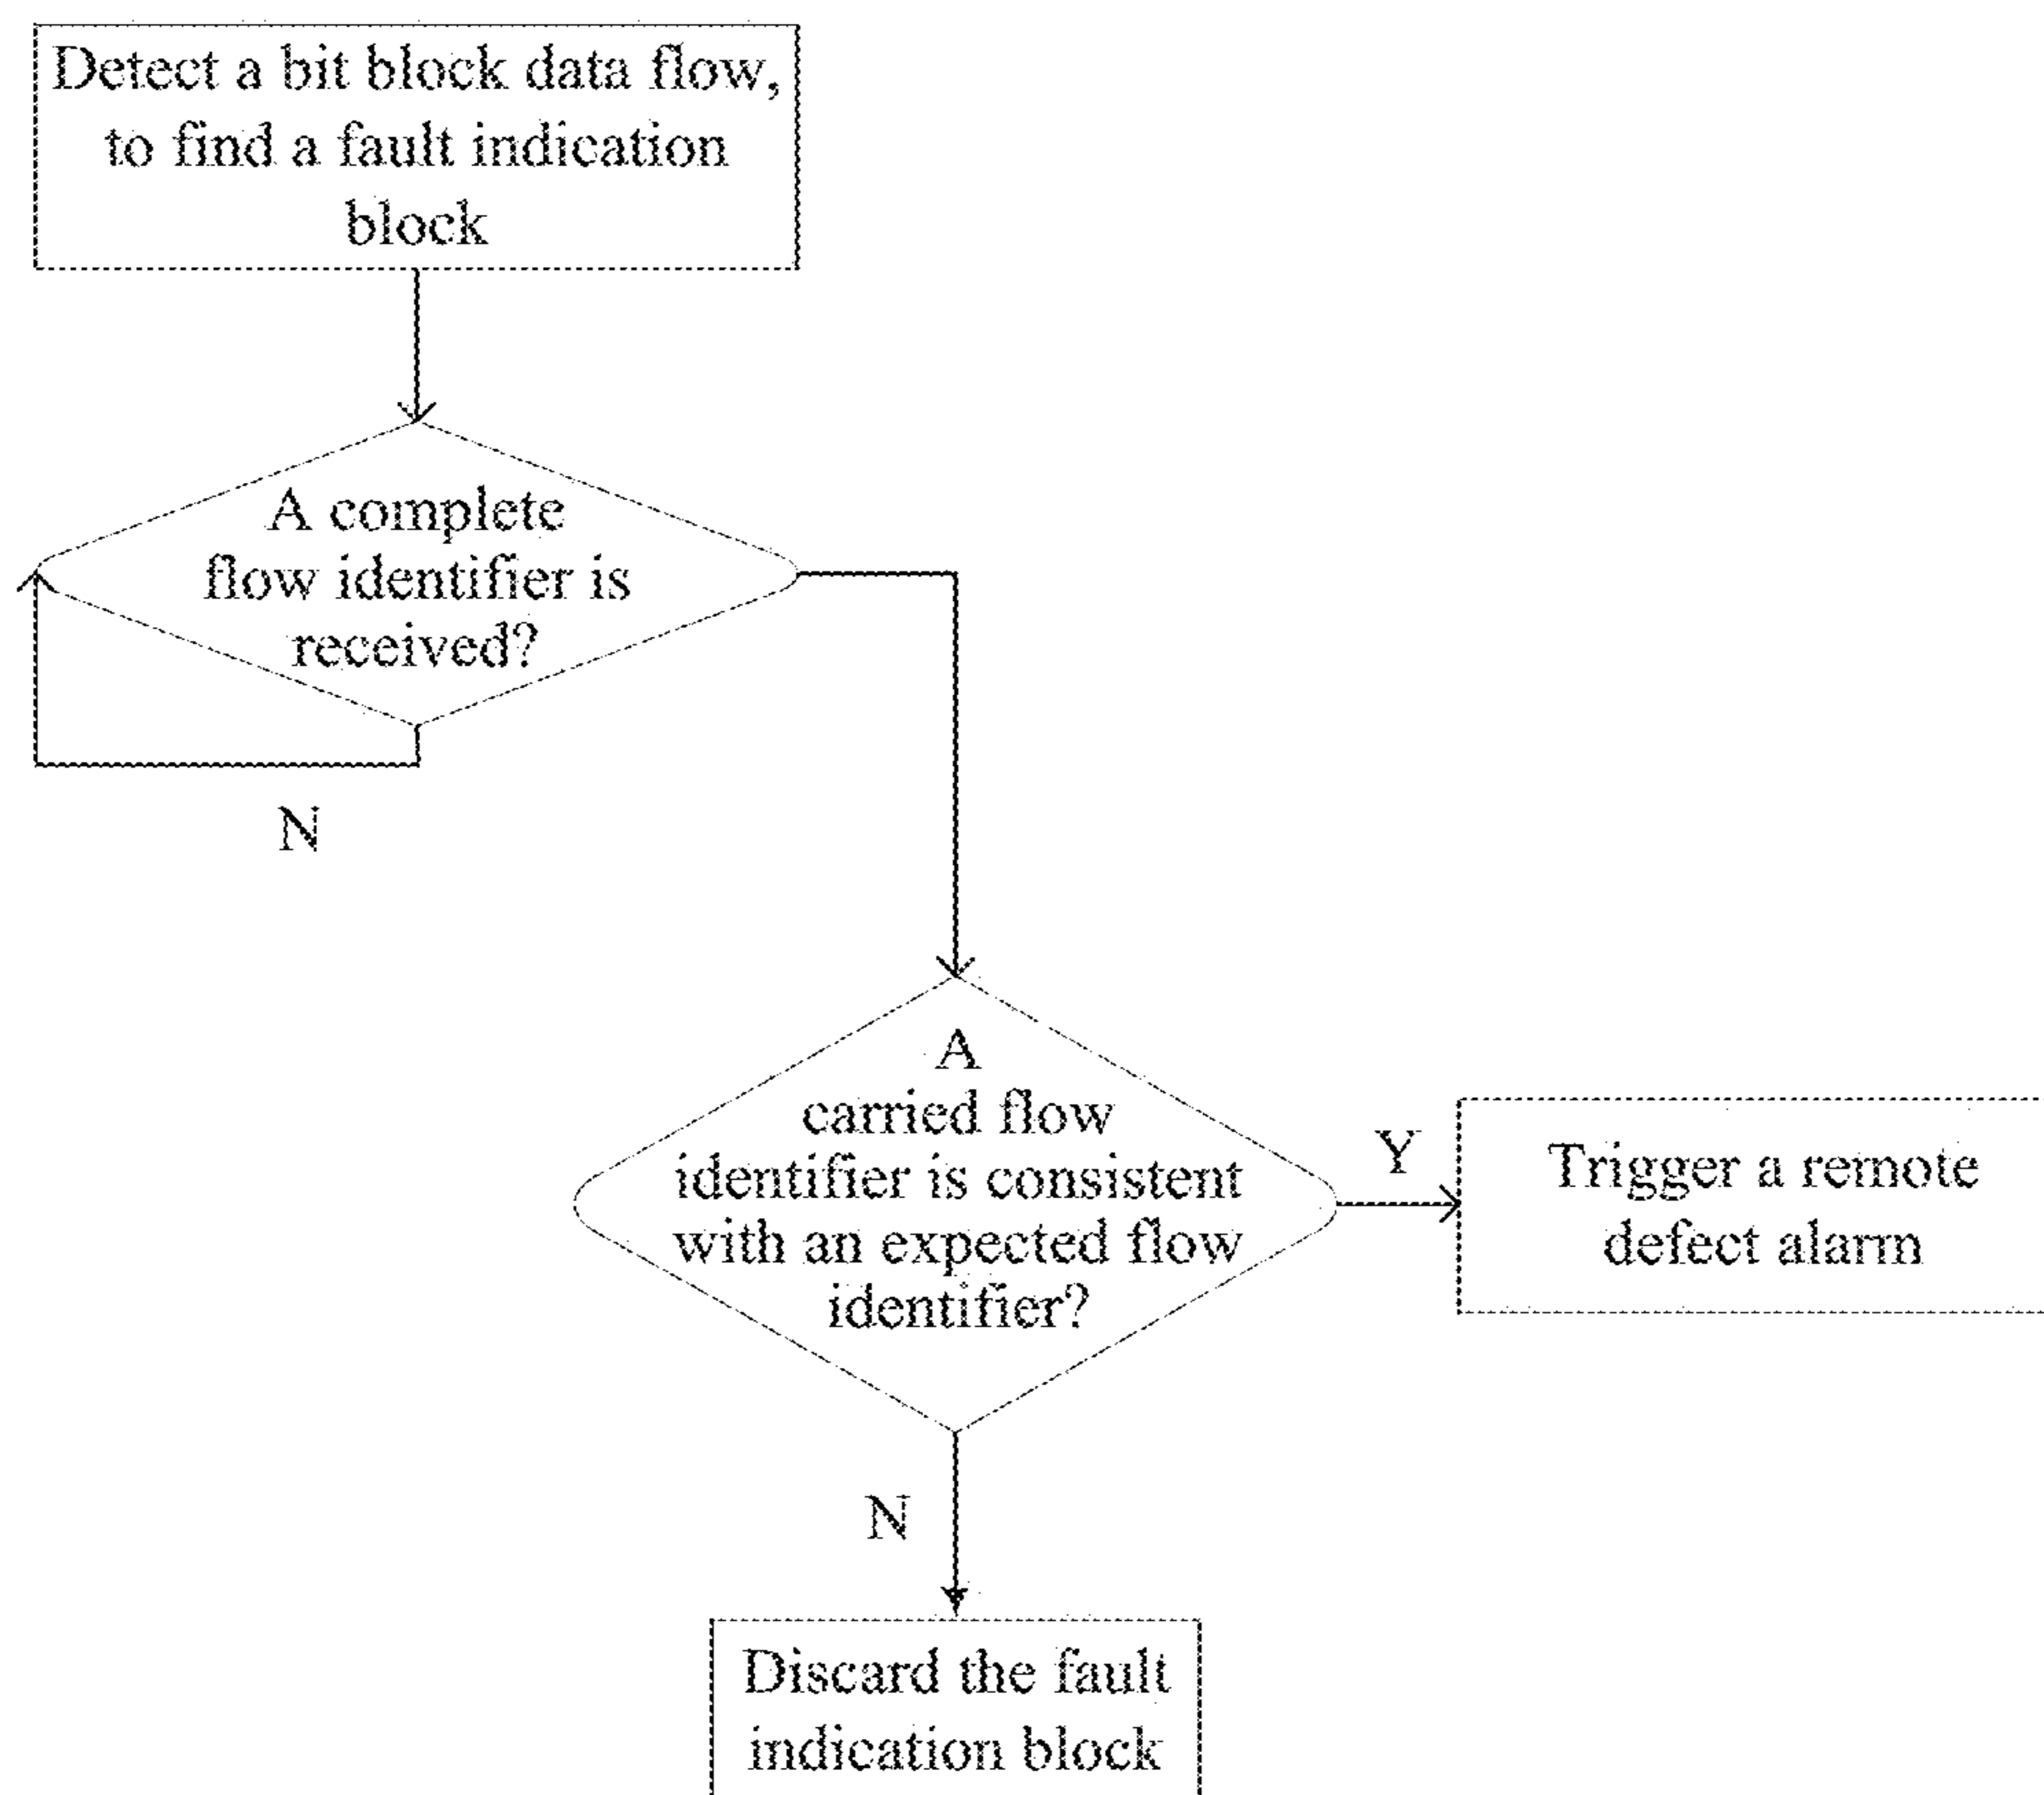 Detect a bit block data flow,
to find a fault indication
block
A complete
flow identifier is
received?
N
A
carried flow
identifier is consistent
with an expected flow
identifier?
Y
Trigger a remote
defect alarm
N
Discard the fault
indication block